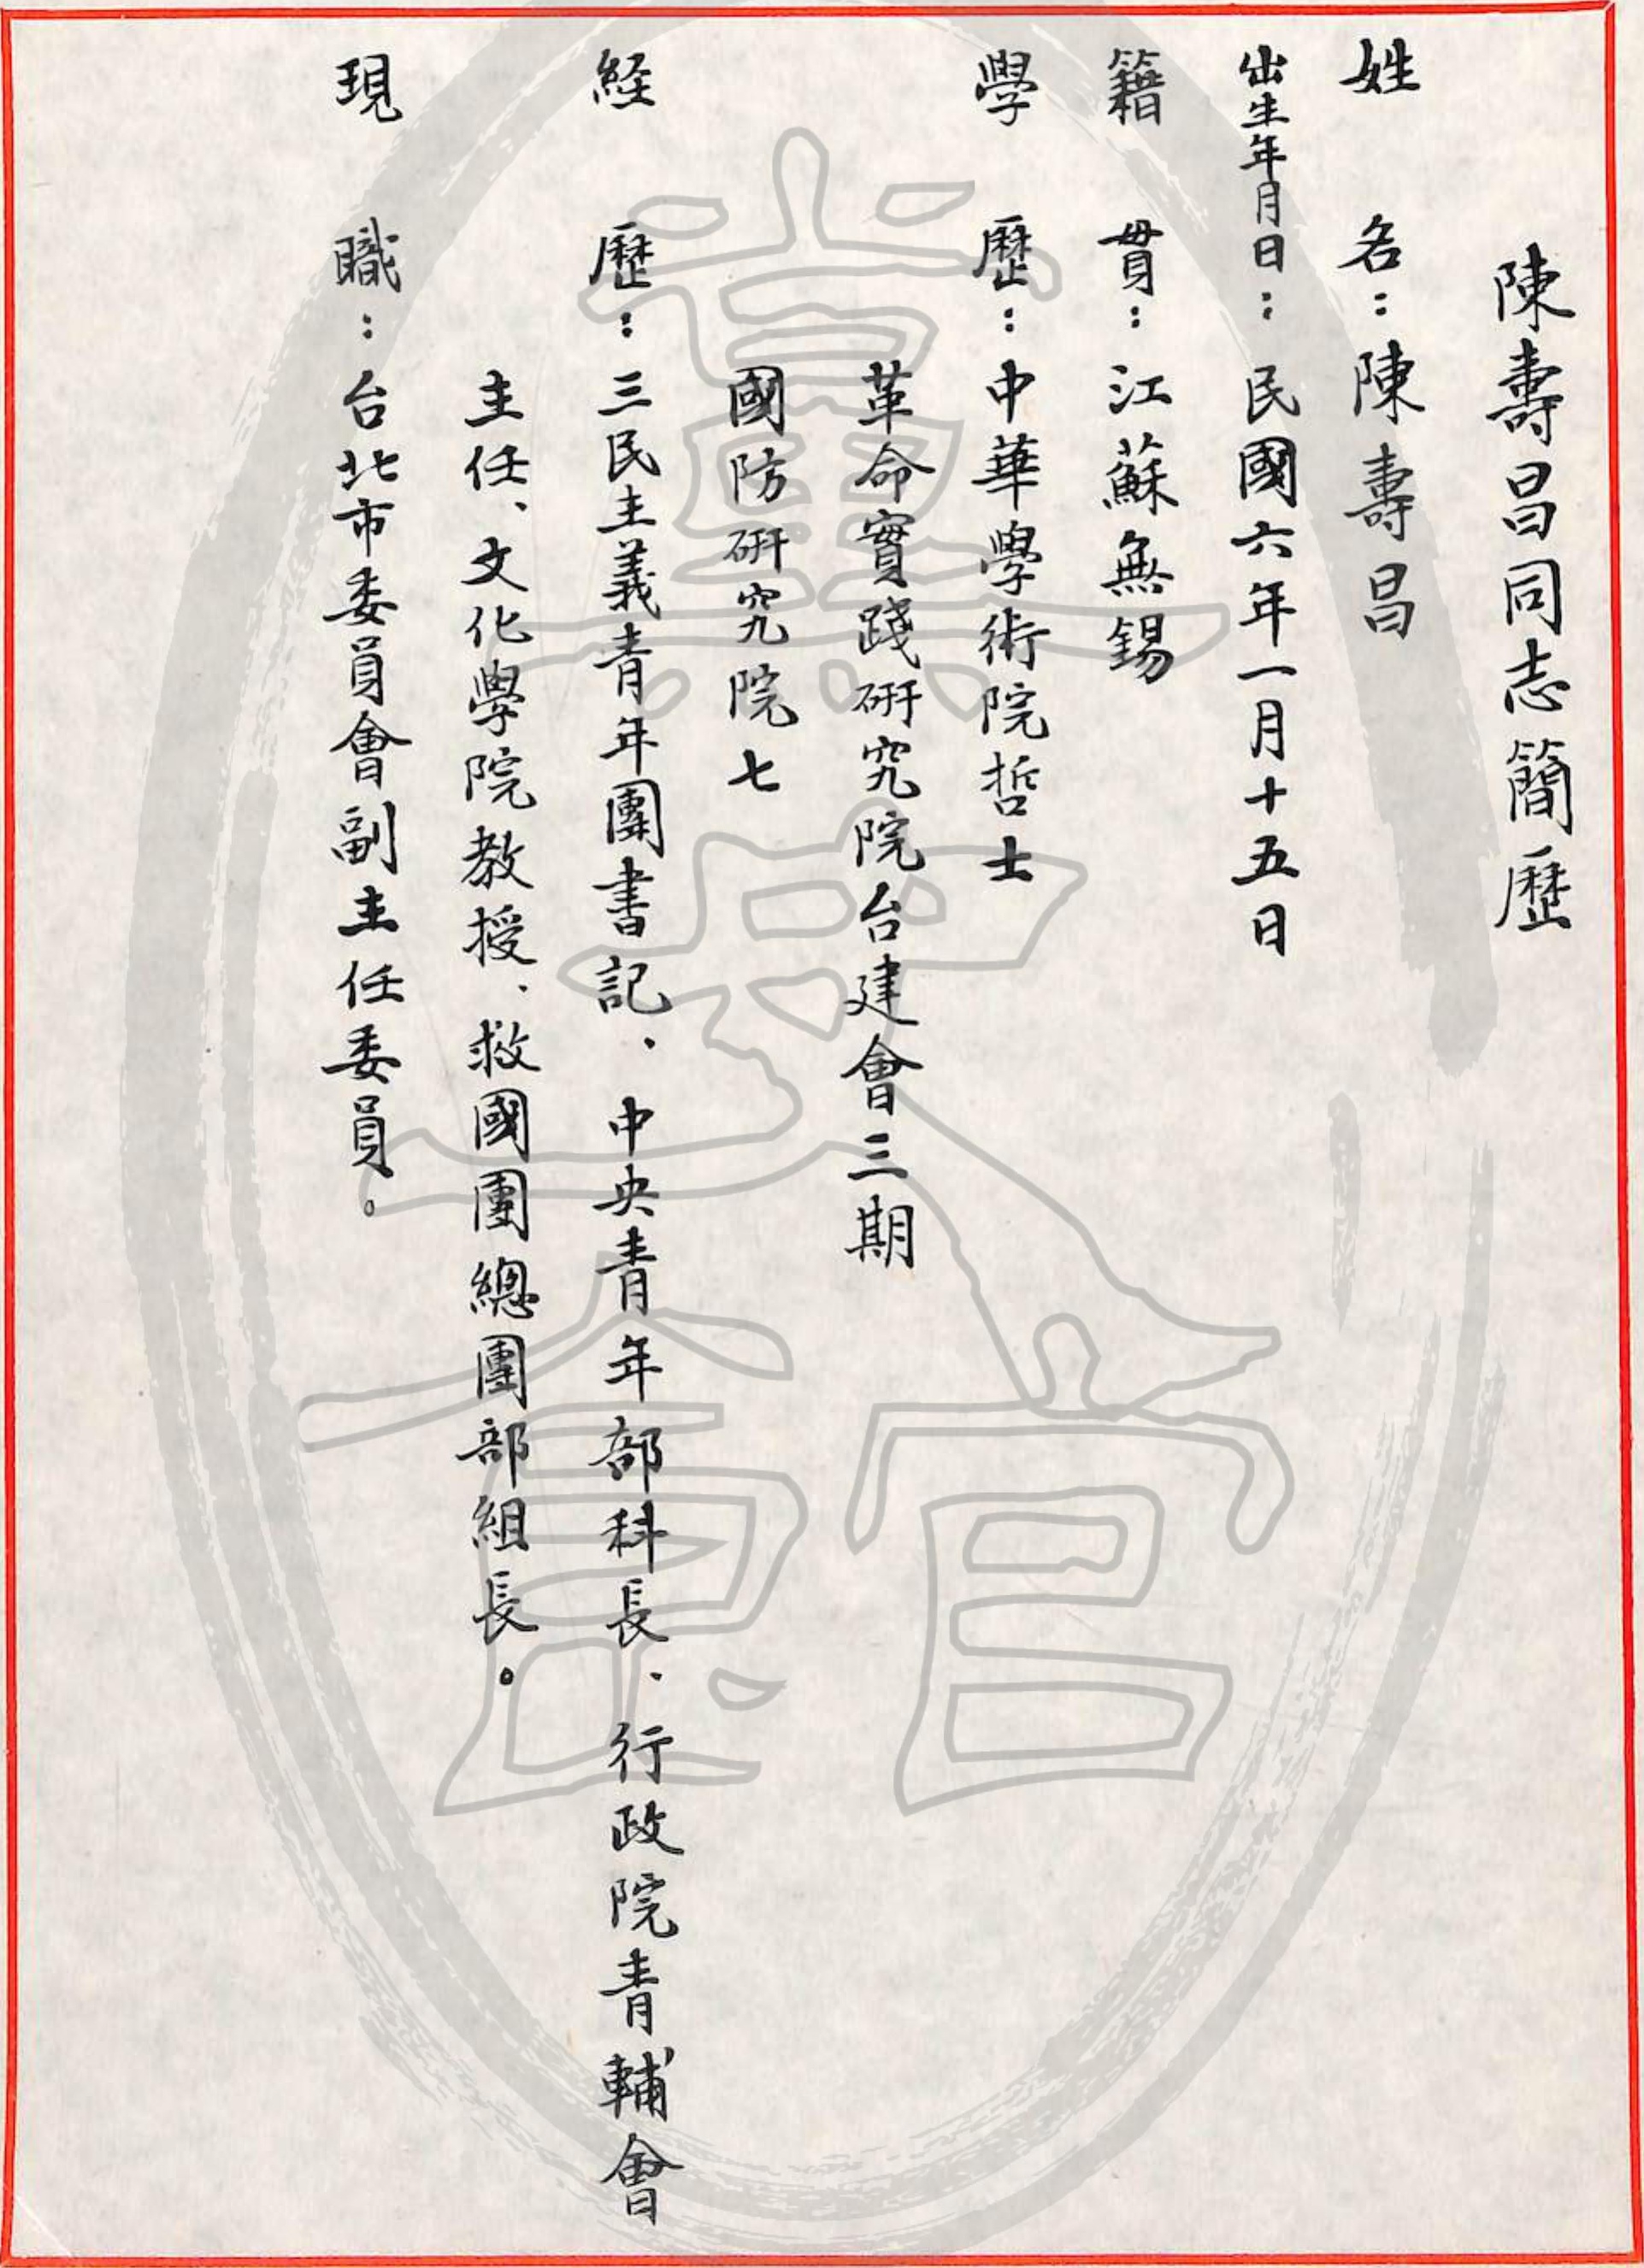 陳壽昌同志簡歷
姓名：陳壽昌
出生年月日：民國六年一月十五日
籍貫：江蘇無錫
學歷：中華學術院哲士
革命實踐研究院台建會三期
國防研究院七
経歷：三民主義青年團書記、中央青年部科長、行政院青輔會
主任、文化學院教授、救國團總團部組長。
現職：台北市委員會副主任委員。